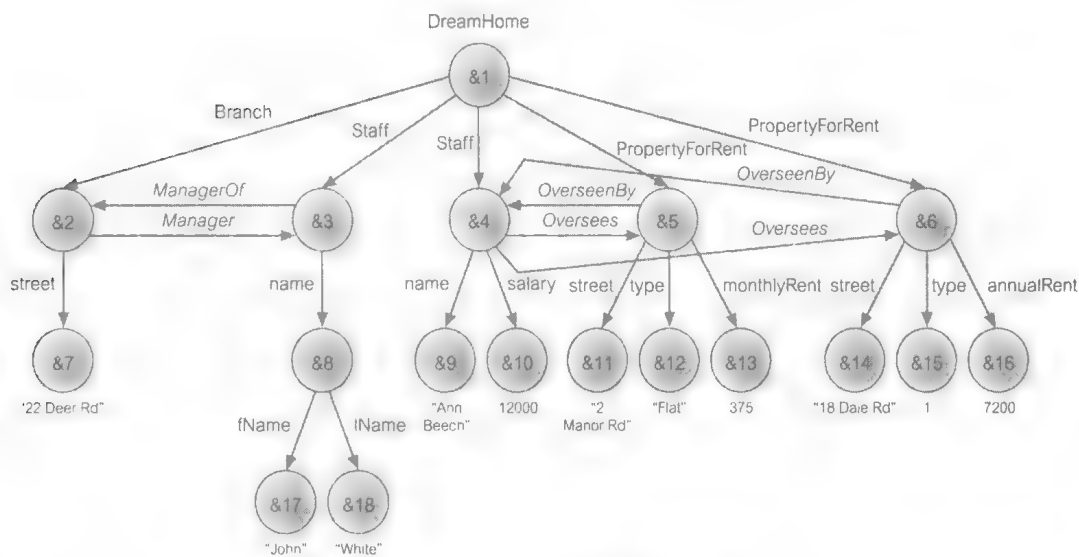 DreamHome
&1
Branch
Staff
Staff
PropertyForRent
PropertyForRent
OverseenBy
ManagerOf
OverseenBy
&2
Manager
&3
&4
Oversees
&5
Oversees
&6
street
name
name
salary
street
type
monthlyRent
street
type
annualRent
&7
&8
&9
&10
&11
&12
&13
&14
&15
&16
"22 Deer Rd"
"Ann
Beech"
12000
"2
Manor Rd"
"Flat"
375
"18 Dale Rd"
1
7200
fName
lName
&17
&18
"John"
"White"